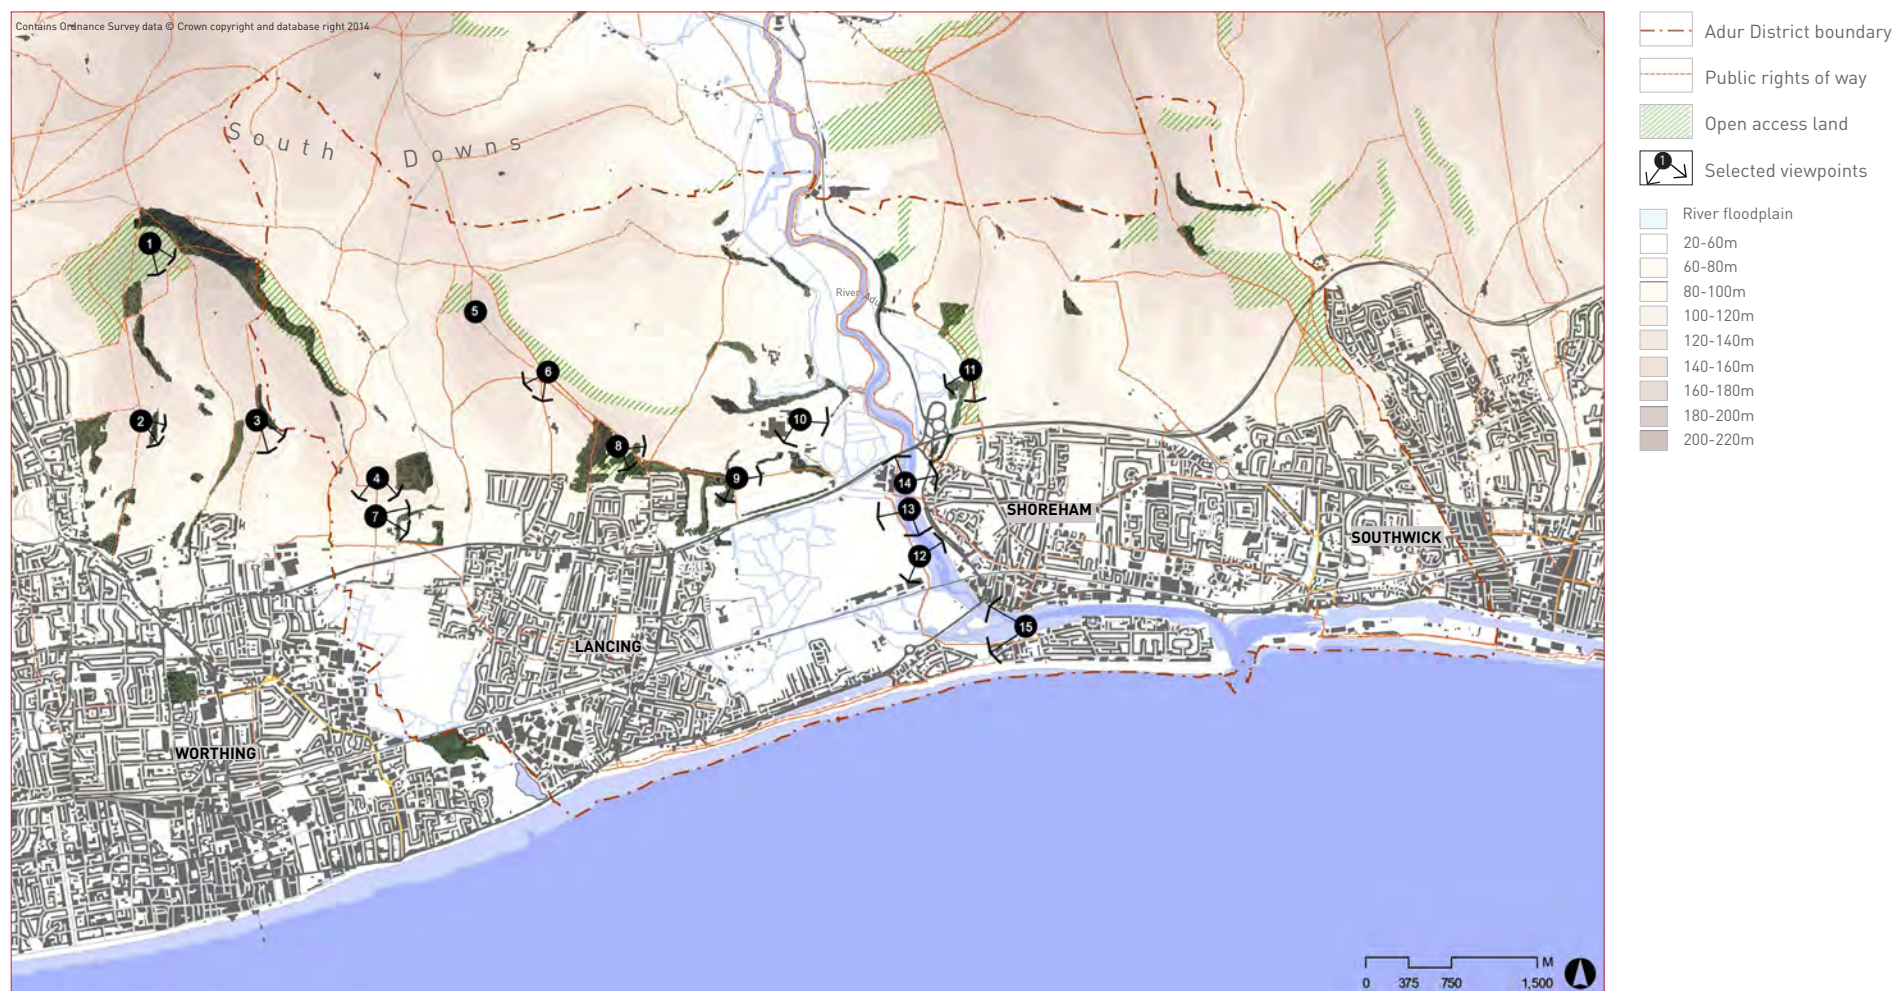 Contains Ordnance Survey data © Crown copyright and database right 2014
South Downs
River Adur
1
2
3
4
5
6
7
8
9
10
11
12
13
14
15
SHOREHAM
SOUTHWICK
LANCING
WORTHING
M
0 375 750 1,500
Adur District boundary
Public rights of way
Open access land
1 Selected viewpoints
River floodplain
20-60m
60-80m
80-100m
100-120m
120-140m
140-160m
160-180m
180-200m
200-220m